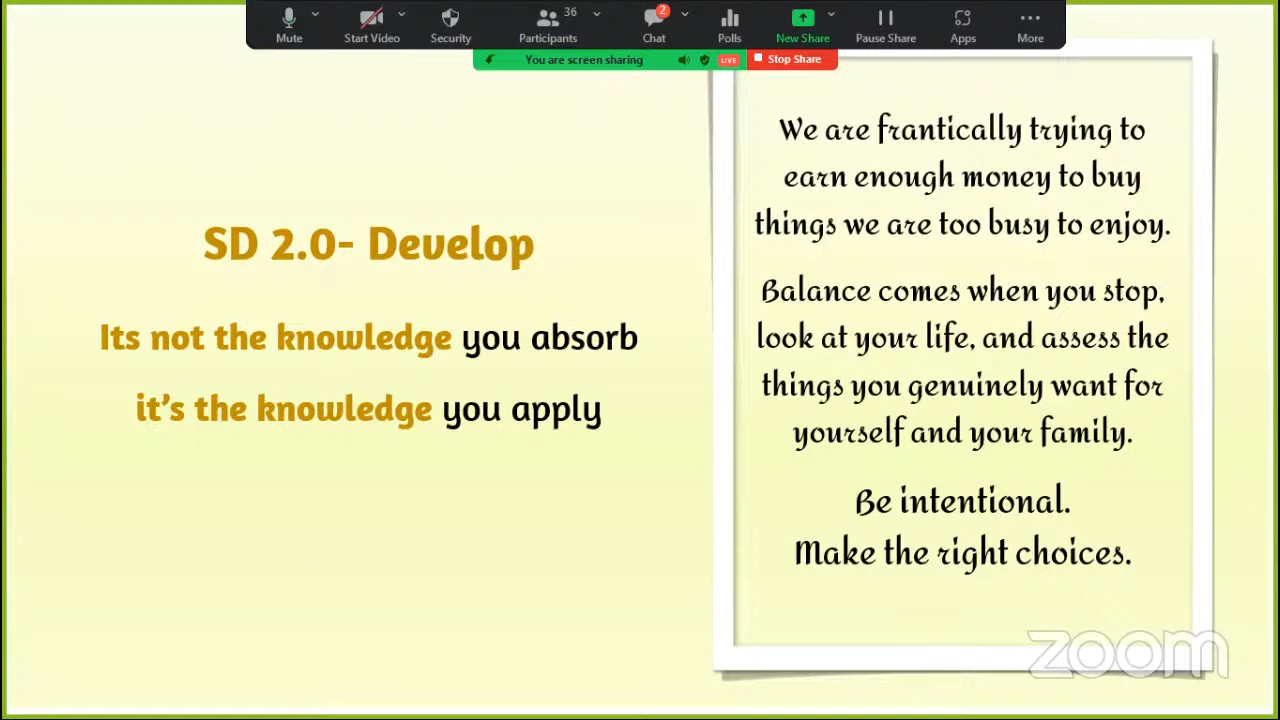 Mute
Start Video
Security
36
Participants
2
Chat
Polls
New Share
Pause Share
Apps
More
You are screen sharing
LIVE
Stop Share
SD 2.0- Develop
Its not the knowledge you absorb
it’s the knowledge you apply
We are frantically trying to
earn enough money to buy
things we are too busy to enjoy.
Balance comes when you stop,
look at your life, and assess the
things you genuinely want for
yourself and your family.
Be intentional.
Make the right choices.
zoom